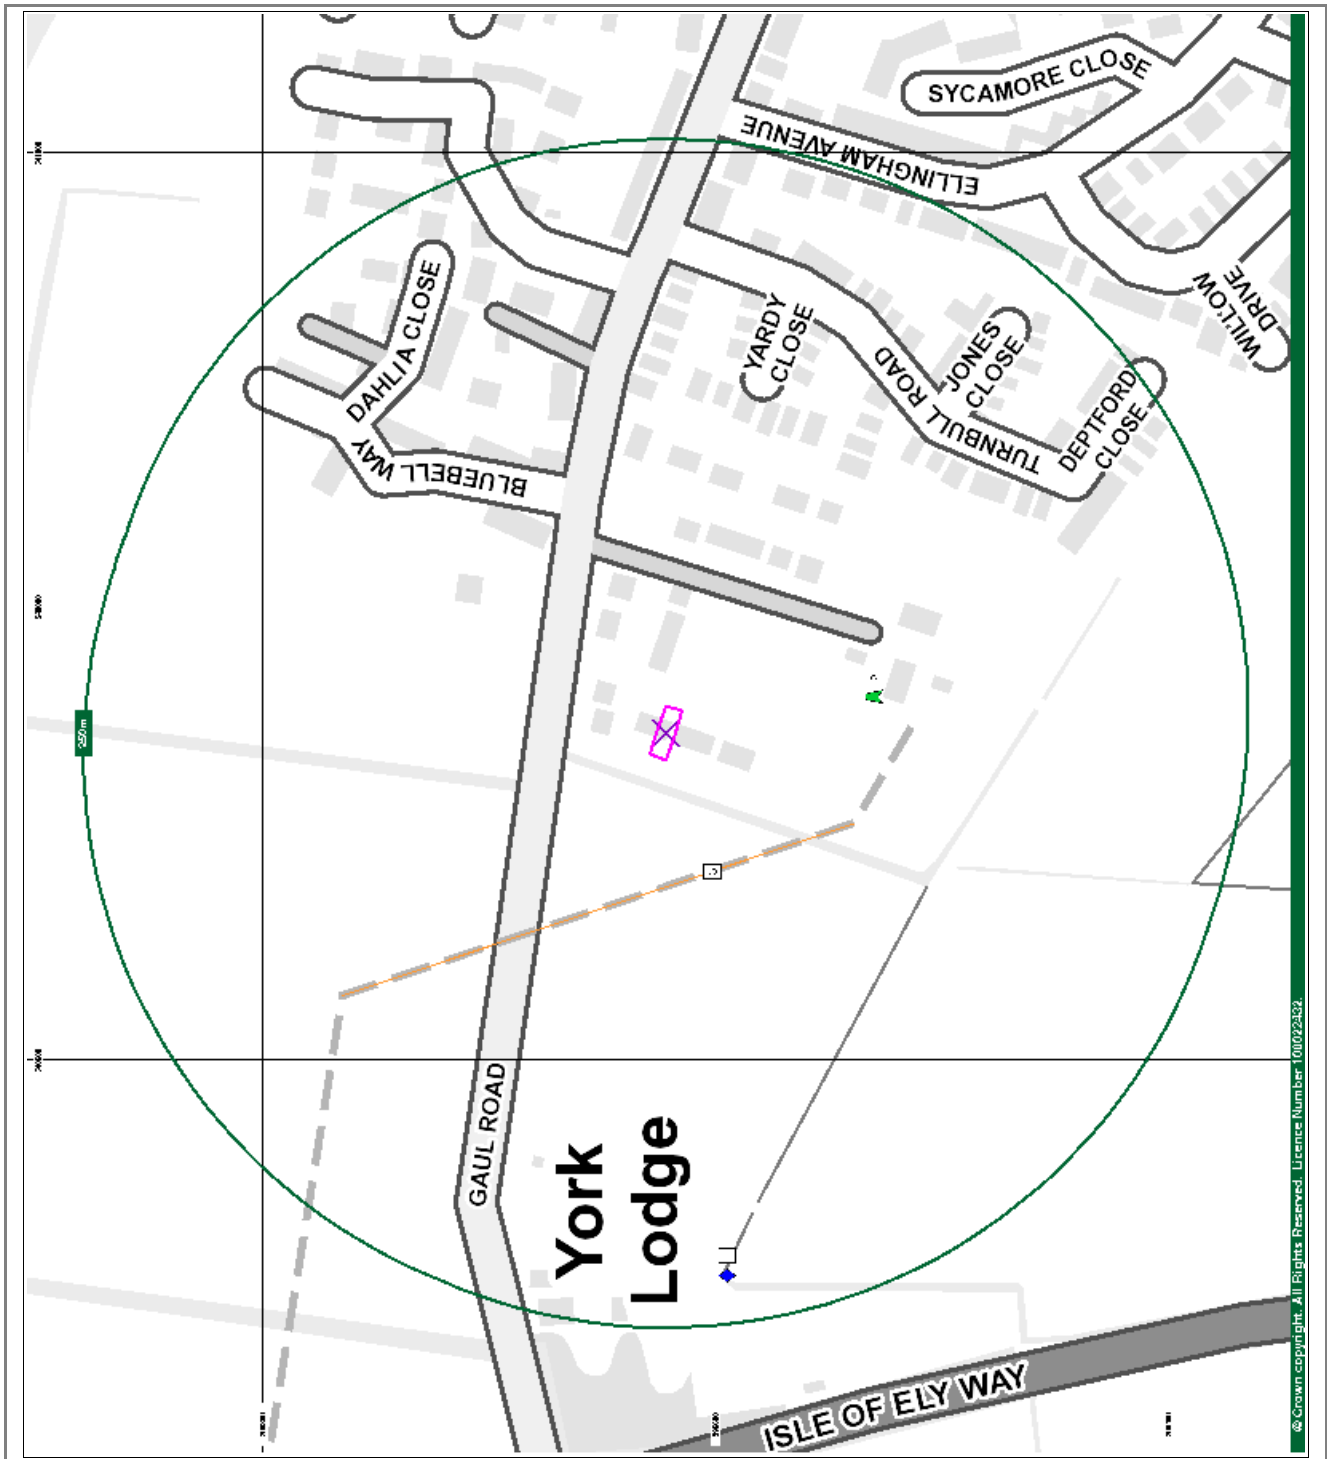 SYCAMORE CLOSE
ELLINGHAM AVENUE
DAHLIA CLOSE
YARDY
CLOSE
WILLOW
DRIVE
JONES
CLOSE
TURNBULL ROAD
DEPTFORD
CLOSE
BLUEBELL WAY
250m
GAUL ROAD
York
Lodge
ISLE OF ELY WAY
© Crown copyright. All Rights Reserved. Licence Number 100022432.